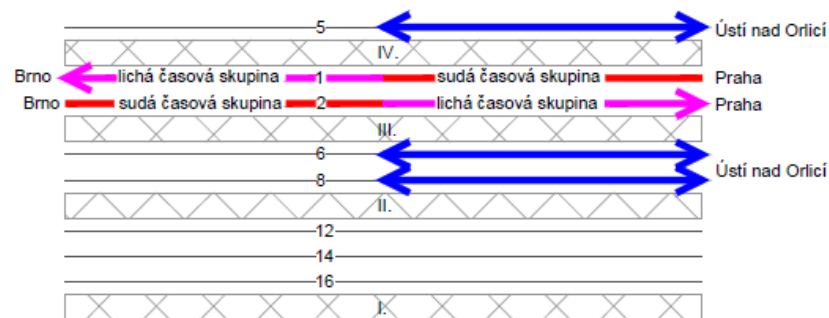 5 Ústí nad Orlicí
IV.
Brno lichá časová skupina 1 sudá časová skupina Praha
Brno sudá časová skupina 2 lichá časová skupina Praha
III.
6
Ústí nad Orlicí
8
II.
12
14
16
I.